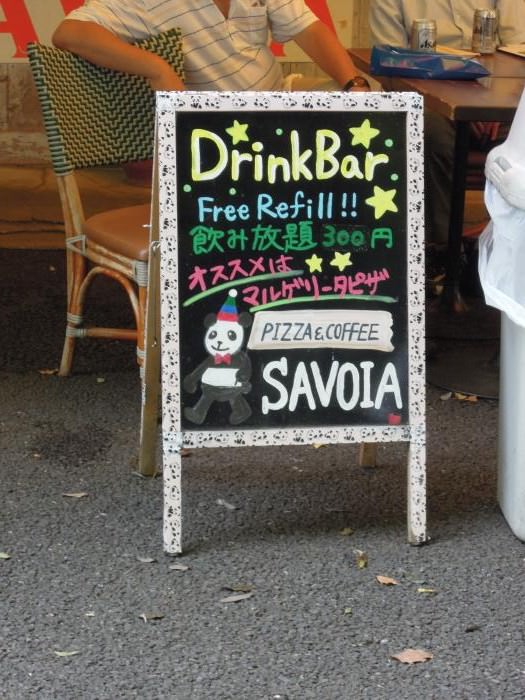 DrinkBar
Free Refill!!
飲み放題 300円
オススメは
マルゲリータピザ
PIZZA & COFFEE
SAVOIA